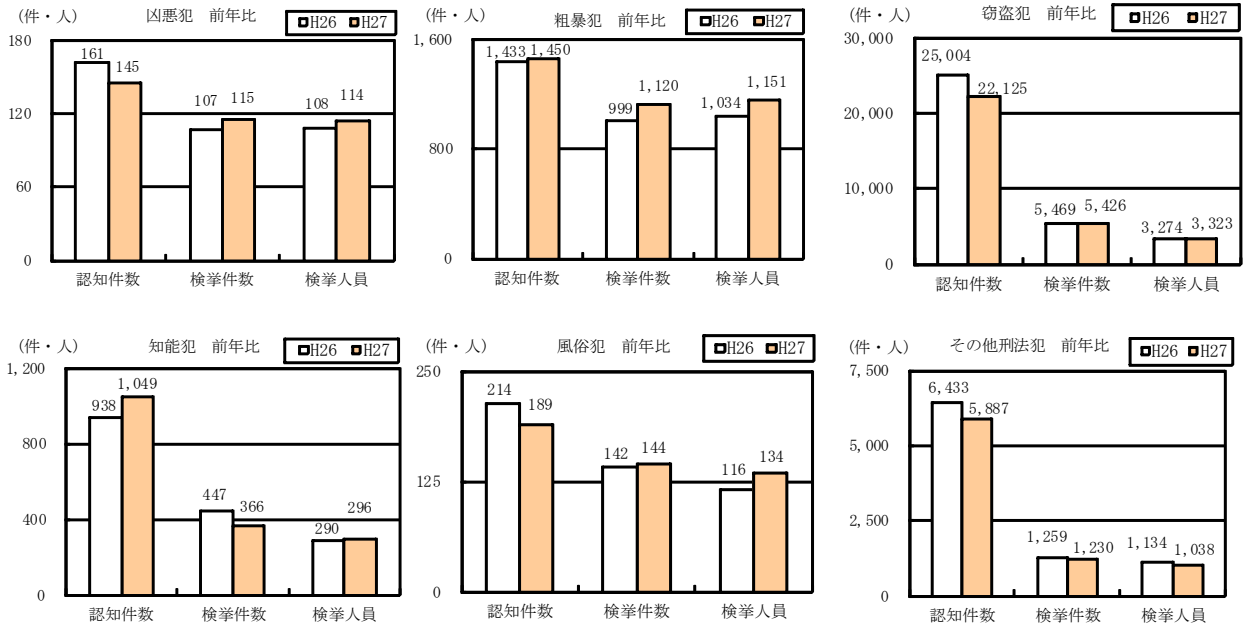 (件・人) 凶悪犯 前年比 H26 H27
180
161
145
120
107 115 108 114
60
0
認知件数 検挙件数 検挙人員
(件・人) 粗暴犯 前年比 H26 H27
1,600
1,433 1,450
999 1,120 1,034 1,151
800
0
認知件数 検挙件数 検挙人員
(件・人) 窃盗犯 前年比 H26 H27
30,000
25,004
22,125
20,000
10,000
5,469 5,426 3,274 3,323
0
認知件数 検挙件数 検挙人員
(件・人) 知能犯 前年比 H26 H27
1,200
938 1,049
800
447 366
400
290 296
0
認知件数 検挙件数 検挙人員
(件・人) 風俗犯 前年比 H26 H27
250
214 189
142 144 116 134
125
0
認知件数 検挙件数 検挙人員
(件・人) その他刑法犯 前年比 H26 H27
7,500
6,433 5,887
5,000
2,500
1,259 1,230 1,134 1,038
0
認知件数 検挙件数 検挙人員